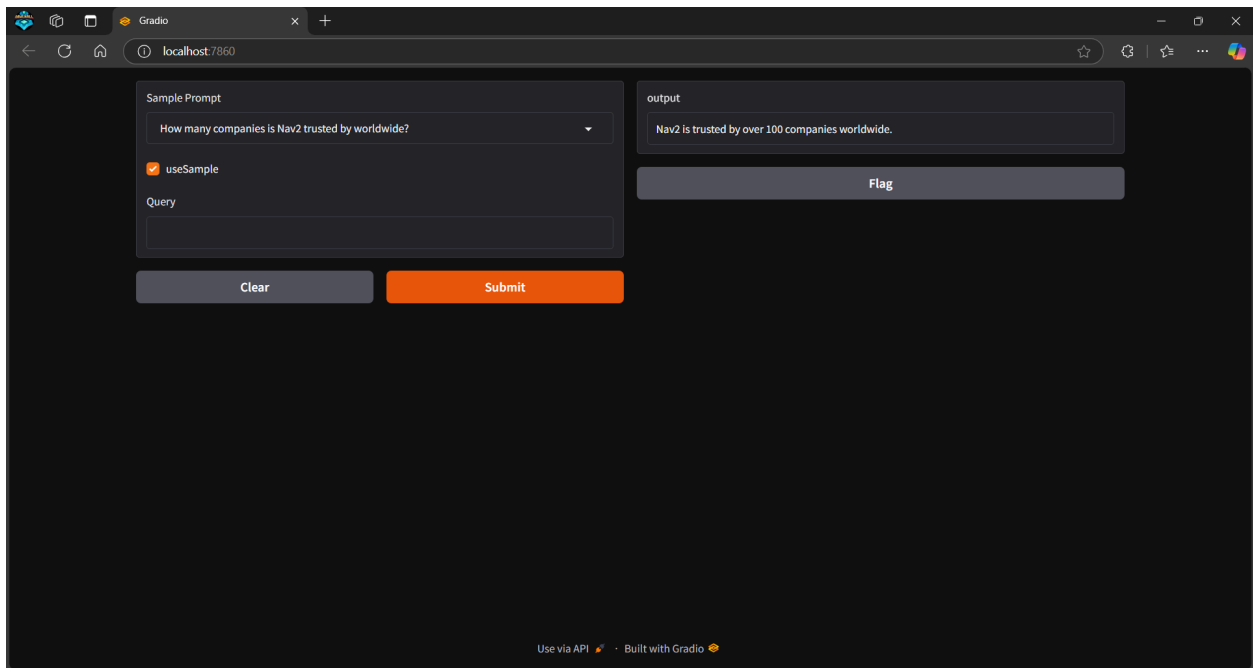 Gradio
localhost:7860
Sample Prompt
How many companies is Nav2 trusted by worldwide?
useSample
Query
Clear
Submit
output
Nav2 is trusted by over 100 companies worldwide.
Flag
Use via API · Built with Gradio